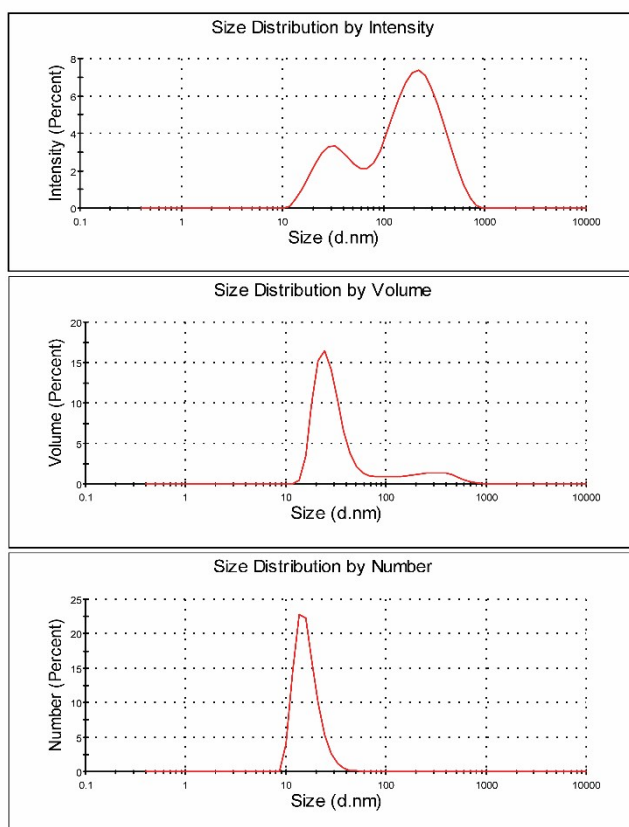 Size Distribution by Intensity
Intensity (Percent)
8
6
4
2
0
0.1 1 10 100 1000 10000
Size (d.nm)
Size Distribution by Volume
Volume (Percent)
20
15
10
5
0
0.1 1 10 100 1000 10000
Size (d.nm)
Size Distribution by Number
Number (Percent)
25
20
15
10
5
0
0.1 1 10 100 1000 10000
Size (d.nm)